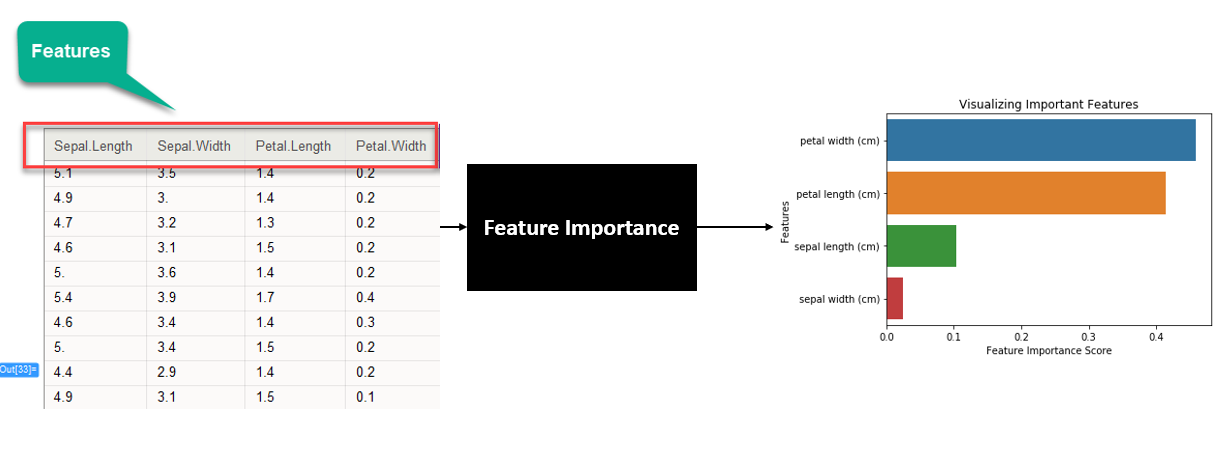 Features
Sepal.Length Sepal.Width Petal.Length Petal.Width
5.1 3.5 1.4 0.2
4.9 3. 1.4 0.2
4.7 3.2 1.3 0.2
4.6 3.1 1.5 0.2
5. 3.6 1.4 0.2
5.4 3.9 1.7 0.4
4.6 3.4 1.4 0.3
5. 3.4 1.5 0.2
Out[33]=
4.4 2.9 1.4 0.2
4.9 3.1 1.5 0.1
Feature Importance
Visualizing Important Features
Features
petal width (cm)
petal length (cm)
sepal length (cm)
sepal width (cm)
0.0 0.1 0.2 0.3 0.4
Feature Importance Score